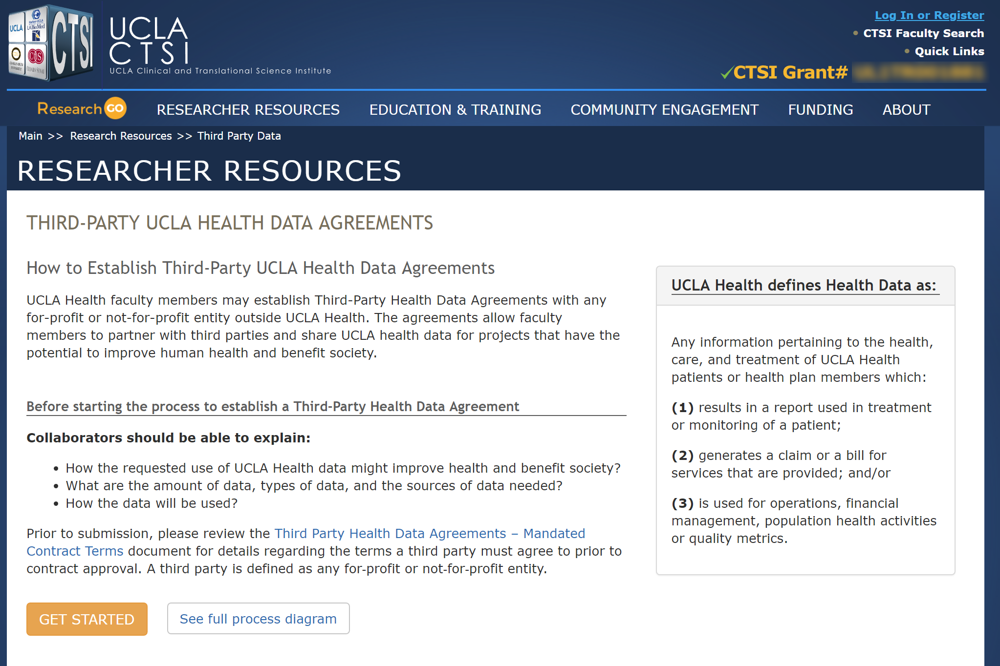 UCLA
Harbor-UCLA
LA BioMed
CHARLES DREW
UNIVERSITY
CEDARS-SINAI
CTSI
UCLA
CTSI
UCLA Clinical and Translational Science Institute
Log In or Register
• CTSI Faculty Search
• Quick Links
CTSI Grant#
Research GO
RESEARCHER RESOURCES
EDUCATION & TRAINING
COMMUNITY ENGAGEMENT
FUNDING
ABOUT
Main >> Research Resources >> Third Party Data
RESEARCHER RESOURCES
THIRD-PARTY UCLA HEALTH DATA AGREEMENTS
How to Establish Third-Party UCLA Health Data Agreements
UCLA Health faculty members may establish Third-Party Health Data Agreements with any
for-profit or not-for-profit entity outside UCLA Health. The agreements allow faculty
members to partner with third parties and share UCLA health data for projects that have the
potential to improve human health and benefit society.
Before starting the process to establish a Third-Party Health Data Agreement
Collaborators should be able to explain:
• How the requested use of UCLA Health data might improve health and benefit society?
• What are the amount of data, types of data, and the sources of data needed?
• How the data will be used?
Prior to submission, please review the Third Party Health Data Agreements – Mandated
Contract Terms document for details regarding the terms a third party must agree to prior to
contract approval. A third party is defined as any for-profit or not-for-profit entity.
GET STARTED
See full process diagram
UCLA Health defines Health Data as:
Any information pertaining to the health,
care, and treatment of UCLA Health
patients or health plan members which:
(1) results in a report used in treatment
or monitoring of a patient;
(2) generates a claim or a bill for
services that are provided; and/or
(3) is used for operations, financial
management, population health activities
or quality metrics.